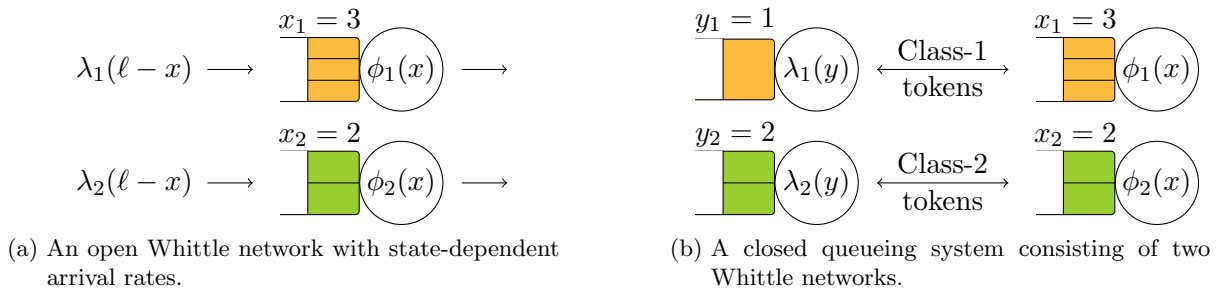 x₁ = 3
λ₁(ℓ − x)
ϕ₁(x)
x₂ = 2
λ₂(ℓ − x)
ϕ₂(x)
(a) An open Whittle network with state-dependent
arrival rates.
y₁ = 1
λ₁(y)
Class-1
tokens
x₁ = 3
ϕ₁(x)
y₂ = 2
λ₂(y)
Class-2
tokens
x₂ = 2
ϕ₂(x)
(b) A closed queueing system consisting of two
Whittle networks.